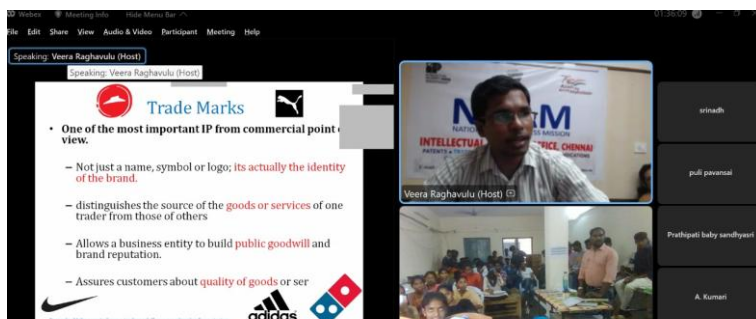 Webex Meeting Info Hide Menu Bar
01:36:09
File Edit Share View Audio & Video Participant Meeting Help
Speaking: Veera Raghavulu (Host)
Speaking: Veera Raghavulu (Host)
Trade Marks
• One of the most important IP from commercial point
view.
– Not just a name, symbol or logo; its actually the identity
of the brand.
– distinguishes the source of the goods or services of one
trader from those of others
– Allows a business entity to build public goodwill and
brand reputation.
– Assures customers about quality of goods or ser
adidas
INTELLECTUAL
CHENNAI
Veera Raghavulu (Host)
srinadh
puli pavansai
Prathipati baby sandhyasri
A. Kumari